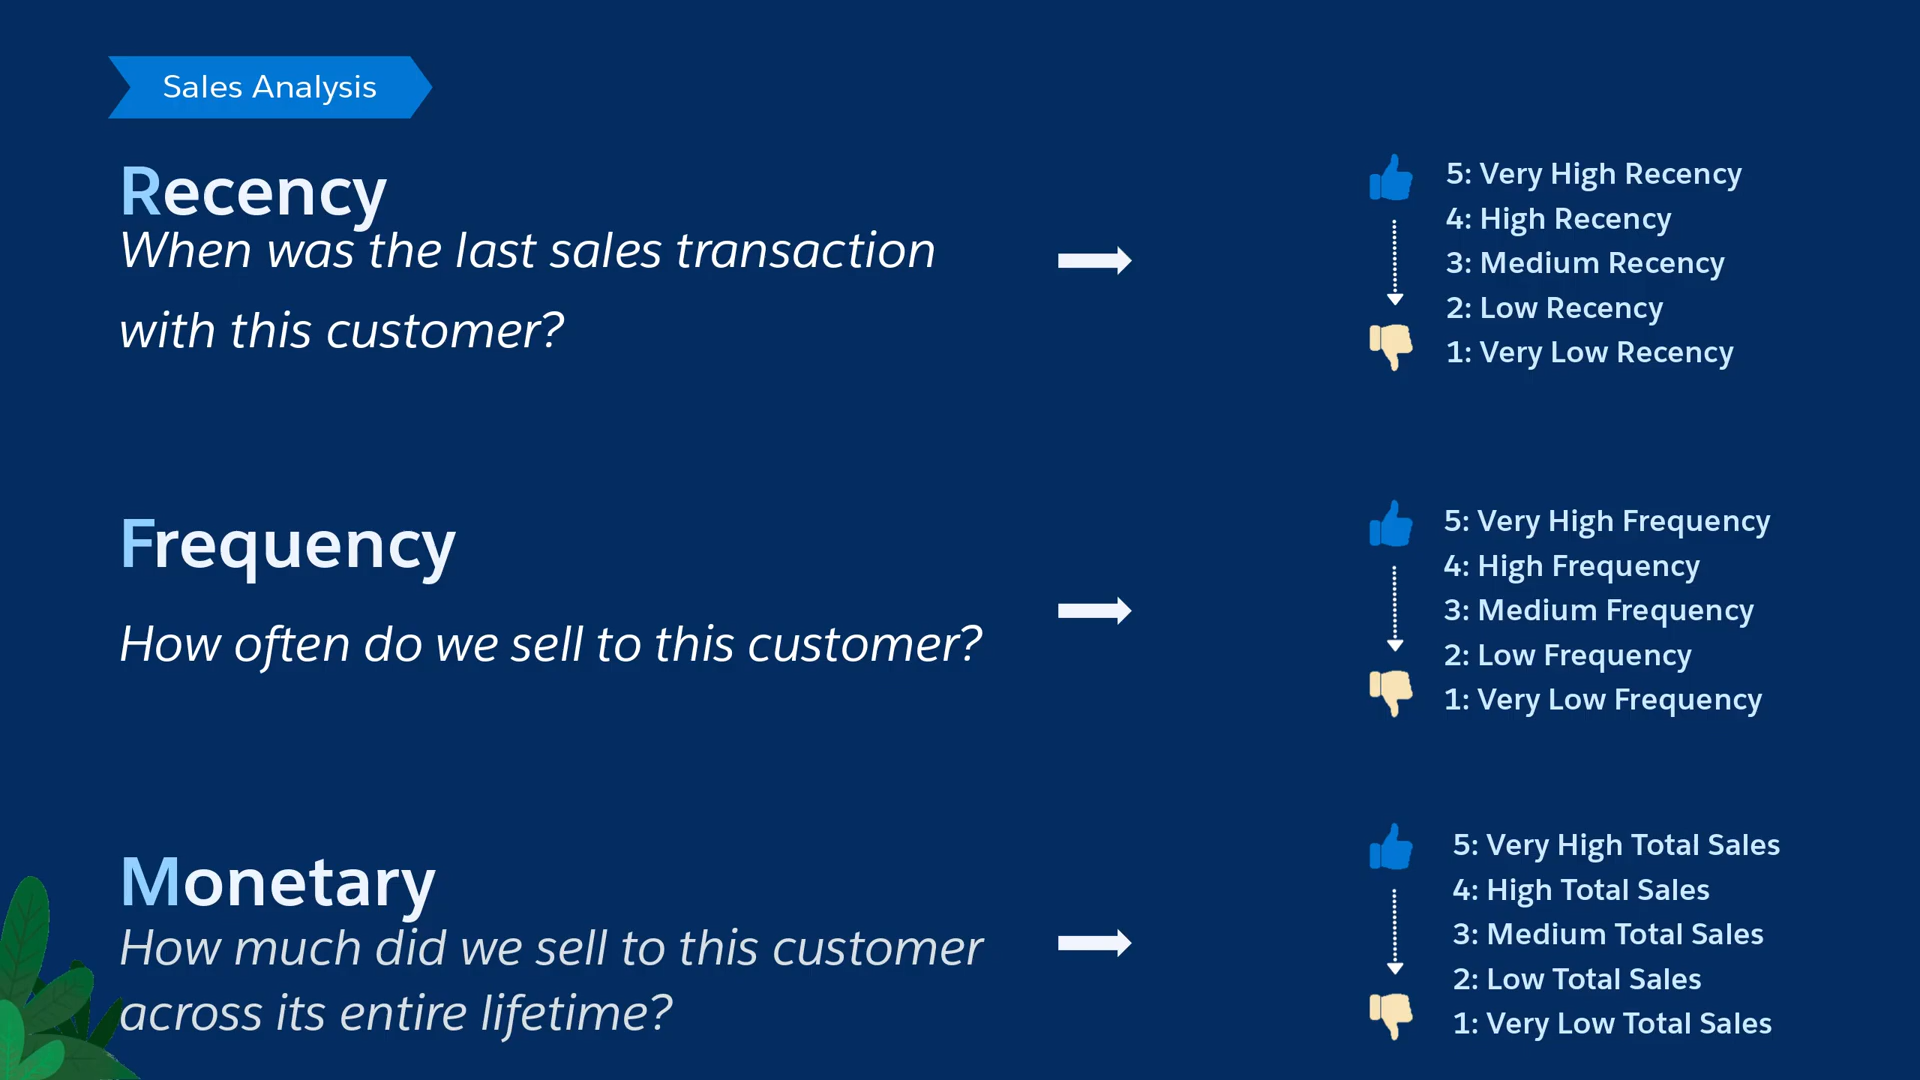 Sales Analysis
Recency
When was the last sales transaction
with this customer?
5: Very High Recency
4: High Recency
3: Medium Recency
2: Low Recency
1: Very Low Recency
Frequency
How often do we sell to this customer?
5: Very High Frequency
4: High Frequency
3: Medium Frequency
2: Low Frequency
1: Very Low Frequency
Monetary
How much did we sell to this customer
across its entire lifetime?
5: Very High Total Sales
4: High Total Sales
3: Medium Total Sales
2: Low Total Sales
1: Very Low Total Sales